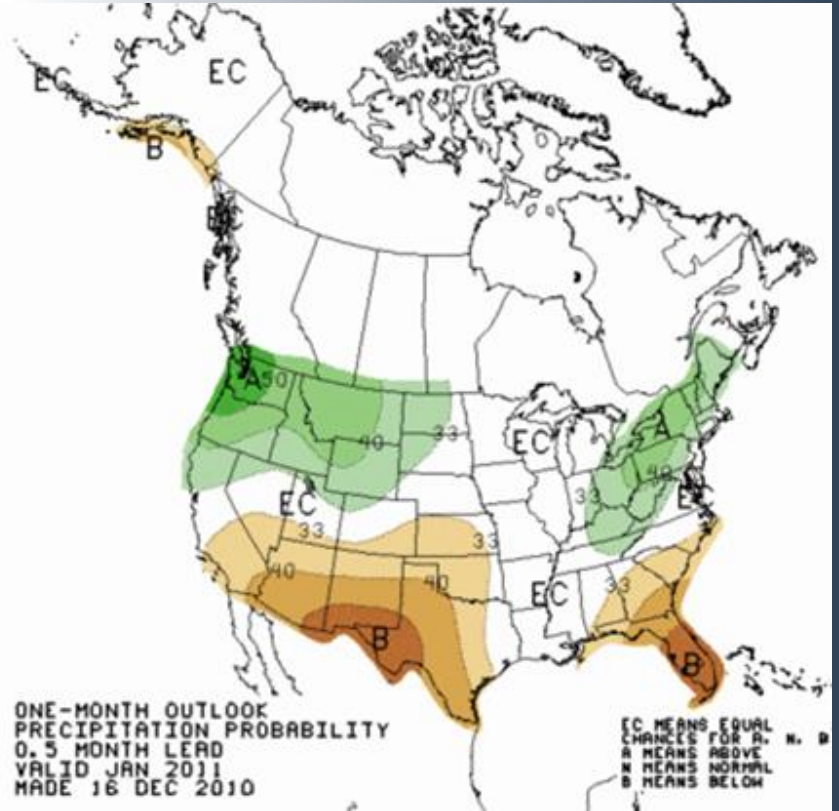 EC
EC
B
A50
40
33
EC
A
40
33
E
EC
33
33
40
40
EC
33
B
B
ONE-MONTH OUTLOOK
PRECIPITATION PROBABILITY
0.5 MONTH LEAD
VALID JAN 2011
MADE 16 DEC 2010
EC MEANS EQUAL
CHANCES FOR A, N, B
A MEANS ABOVE
N MEANS NORMAL
B MEANS BELOW